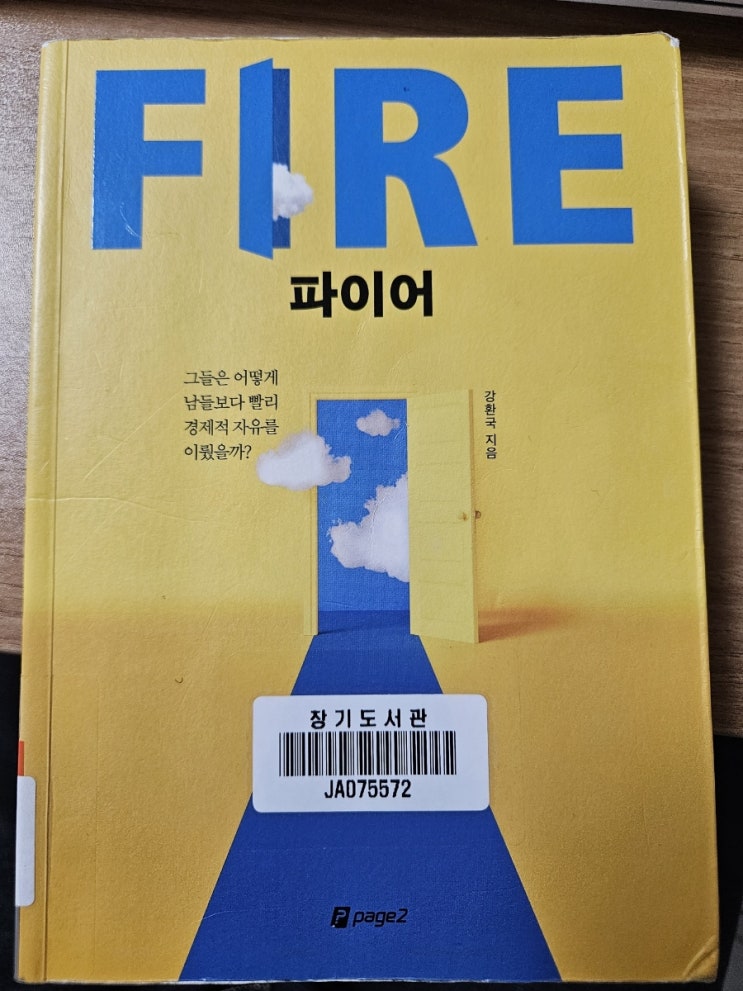 FIRE
파이어
그들은 어떻게
남들보다 빨리
경제적 자유를
이뤘을까?
강환국 지음
장기도서관
JA075572
page2